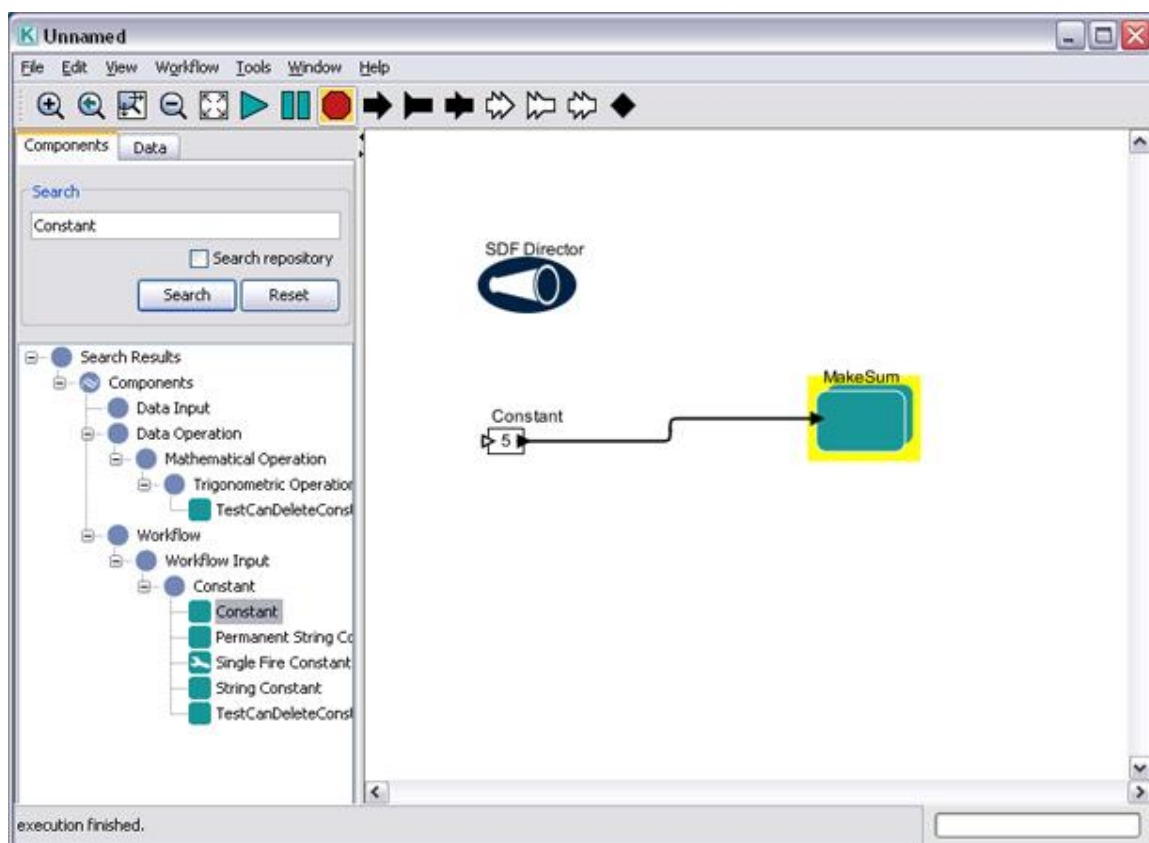 Unnamed
File Edit View Workflow Tools Window Help
Components Data
Search
Constant
Search repository
Search Reset
Search Results
Components
Data Input
Data Operation
Mathematical Operation
Trigonometric Operation
TestCanDeleteConst
Workflow
Workflow Input
Constant
Constant
Permanent String Co
Single Fire Constant
String Constant
TestCanDeleteConst
SDF Director
MakeSum
Constant
5
execution finished.